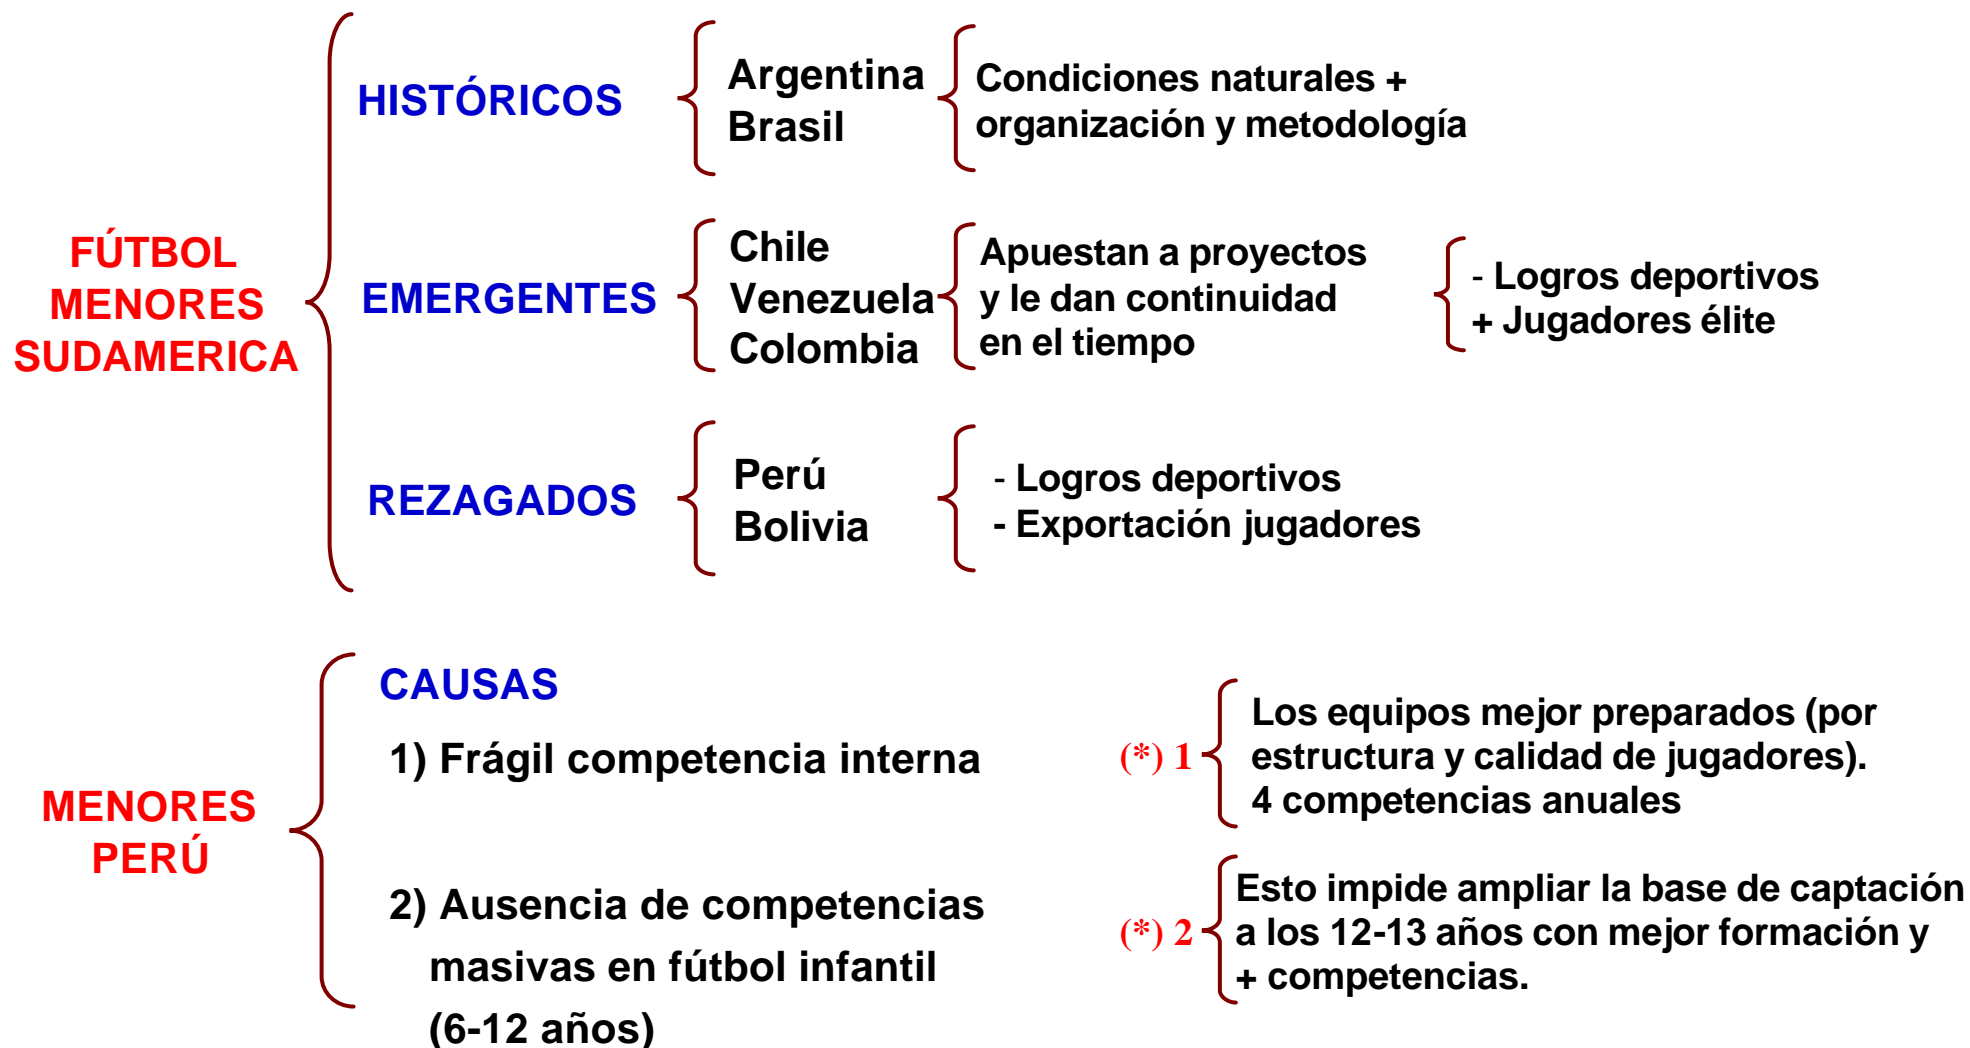 FÚTBOL
MENORES
SUDAMERICA
HISTÓRICOS
Argentina
Brasil
Condiciones naturales +
organización y metodología
EMERGENTES
Chile
Venezuela
Colombia
Apuestan a proyectos
y le dan continuidad
en el tiempo
- Logros deportivos
+ Jugadores élite
REZAGADOS
Perú
Bolivia
- Logros deportivos
- Exportación jugadores
MENORES
PERÚ
CAUSAS
1) Frágil competencia interna
(*) 1
Los equipos mejor preparados (por
estructura y calidad de jugadores).
4 competencias anuales
2) Ausencia de competencias
masivas en fútbol infantil
(6-12 años)
(*) 2
Esto impide ampliar la base de captación
a los 12-13 años con mejor formación y
+ competencias.